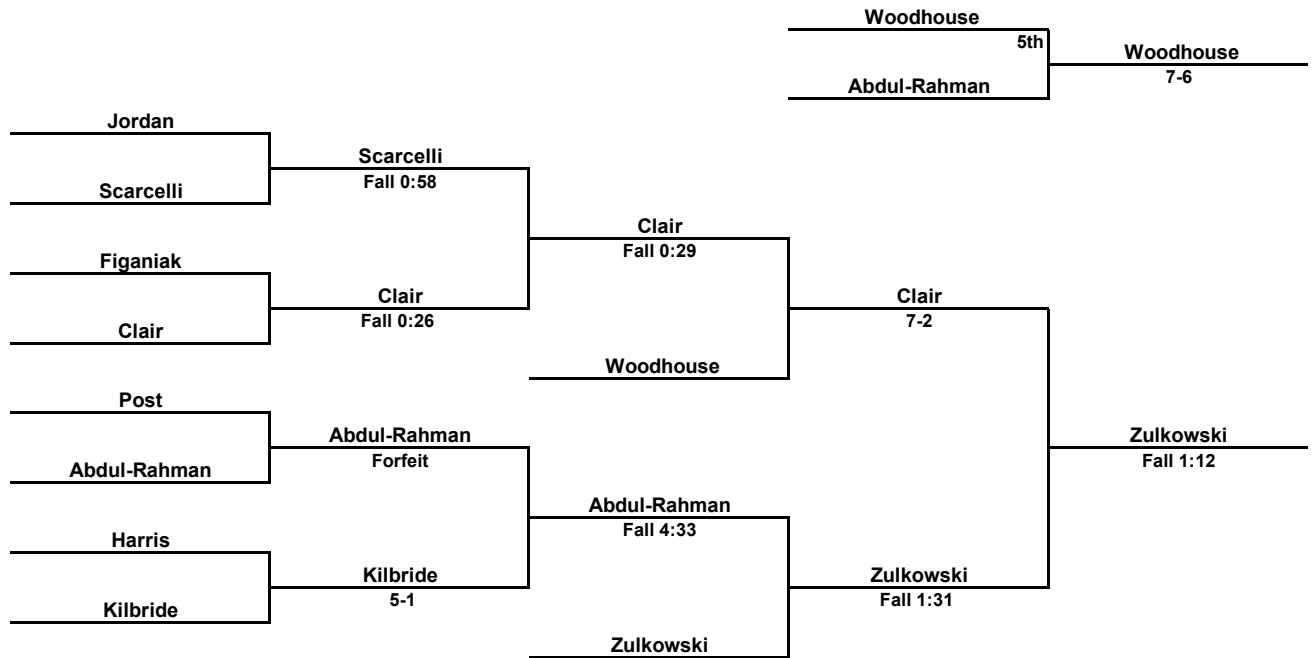 Woodhouse
5th
Woodhouse
7-6
Abdul-Rahman
Jordan
Scarcelli
Fall 0:58
Scarcelli
Clair
Fall 0:29
Figaniak
Clair
Fall 0:26
Clair
7-2
Clair
Woodhouse
Post
Abdul-Rahman
Forfeit
Zulkowski
Fall 1:12
Abdul-Rahman
Abdul-Rahman
Fall 4:33
Harris
Kilbride
5-1
Zulkowski
Fall 1:31
Kilbride
Zulkowski